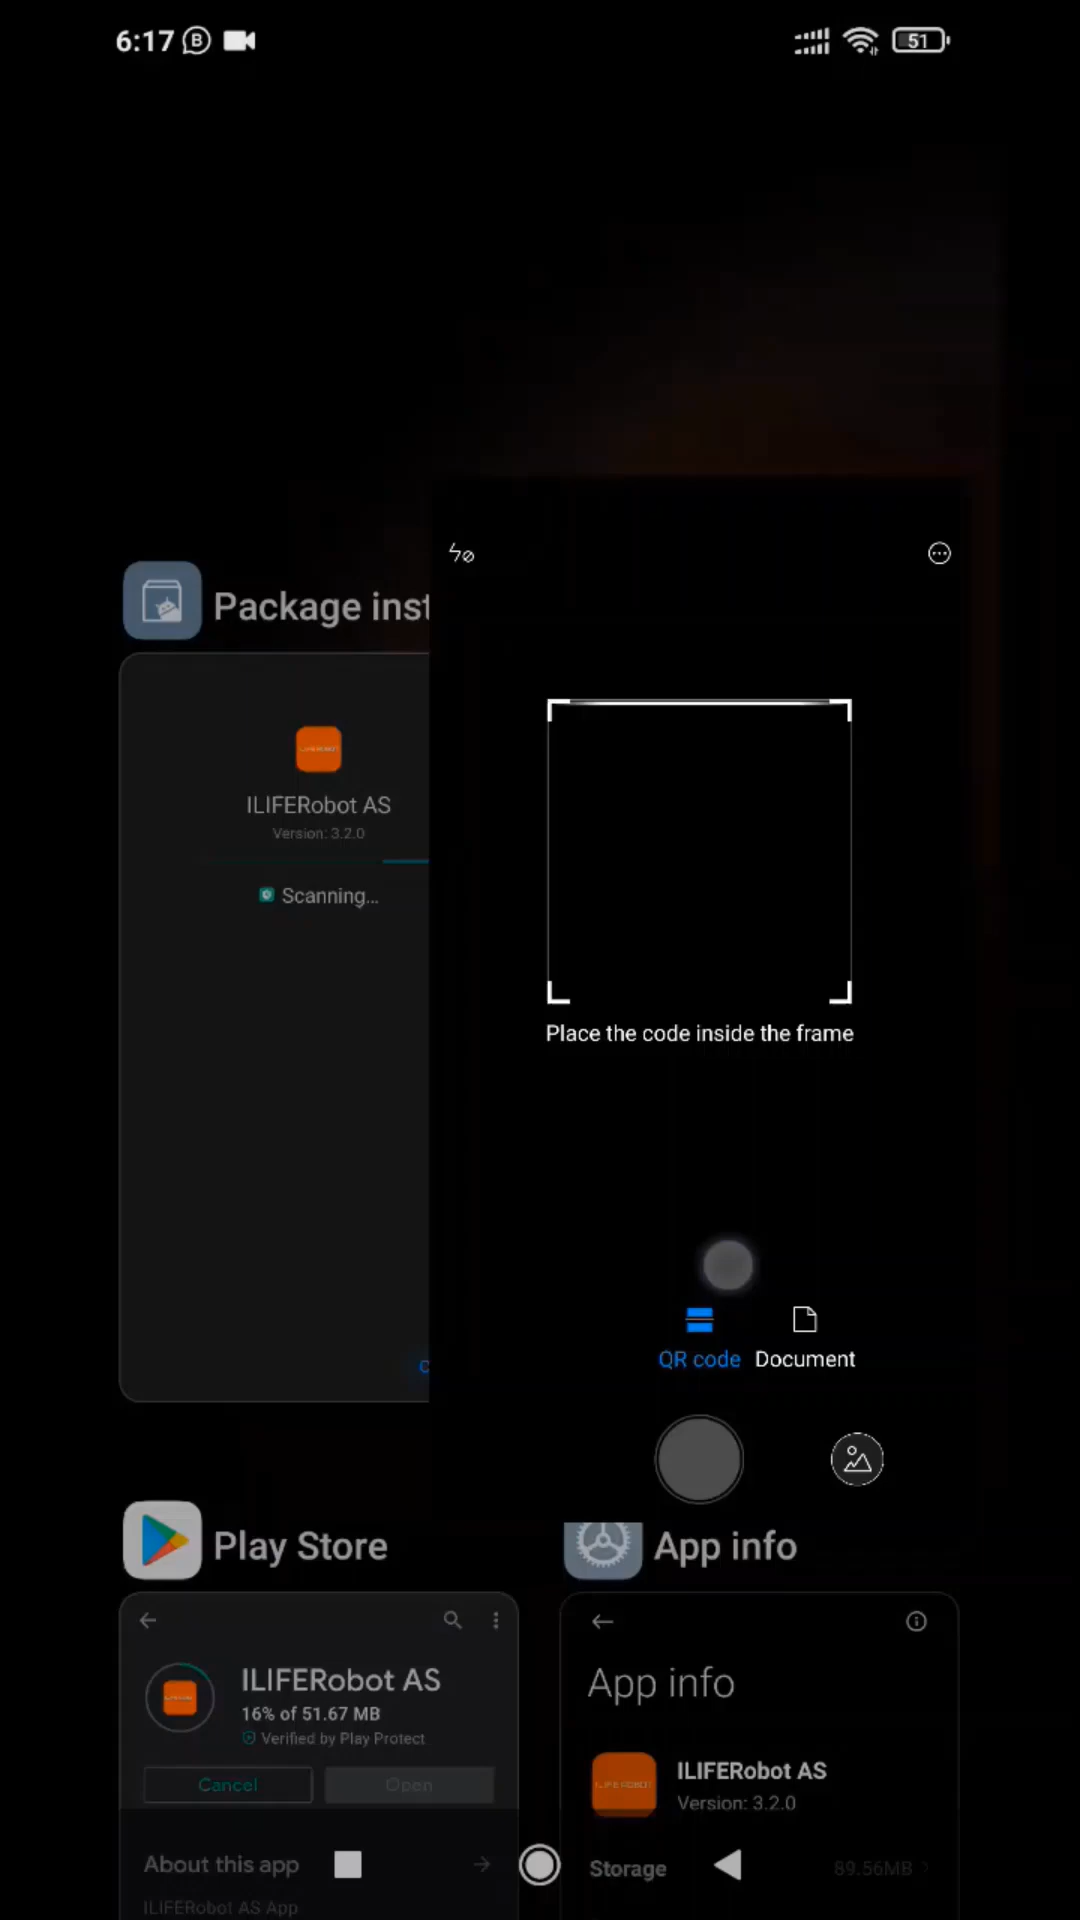 6:17
51
Package inst
ILIFERobot AS
Version: 3.2.0
Scanning...
Place the code inside the frame
QR code
Document
Play Store
App info
ILIFERobot AS
16% of 51.67 MB
Verified by Play Protect
Cancel
Open
About this app
ILIFERobot AS App
App info
ILIFERobot AS
Version: 3.2.0
Storage
89.56MB